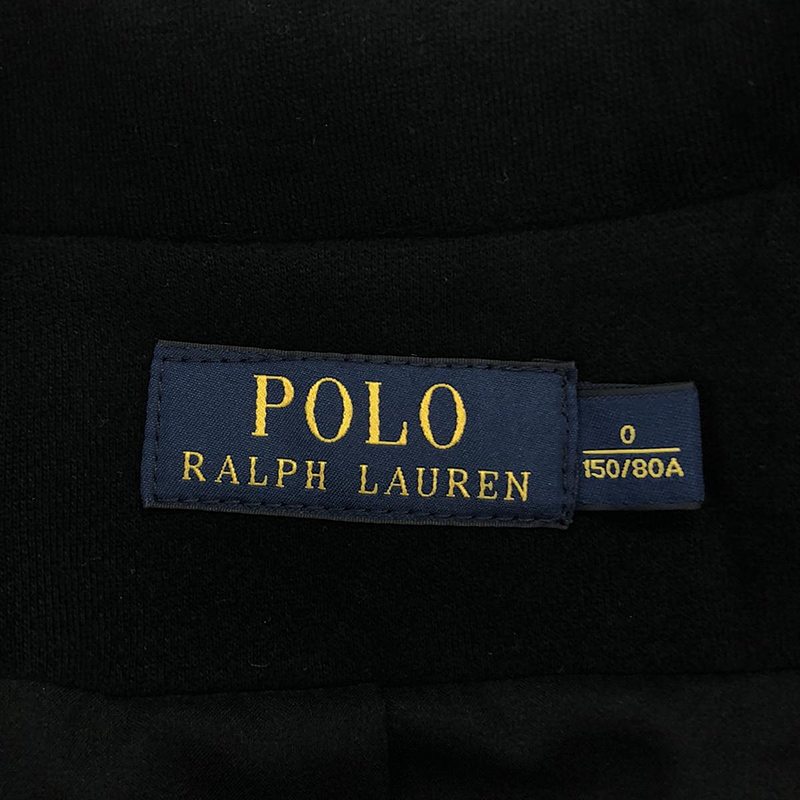 POLO
RALPH LAUREN
0
150/80A